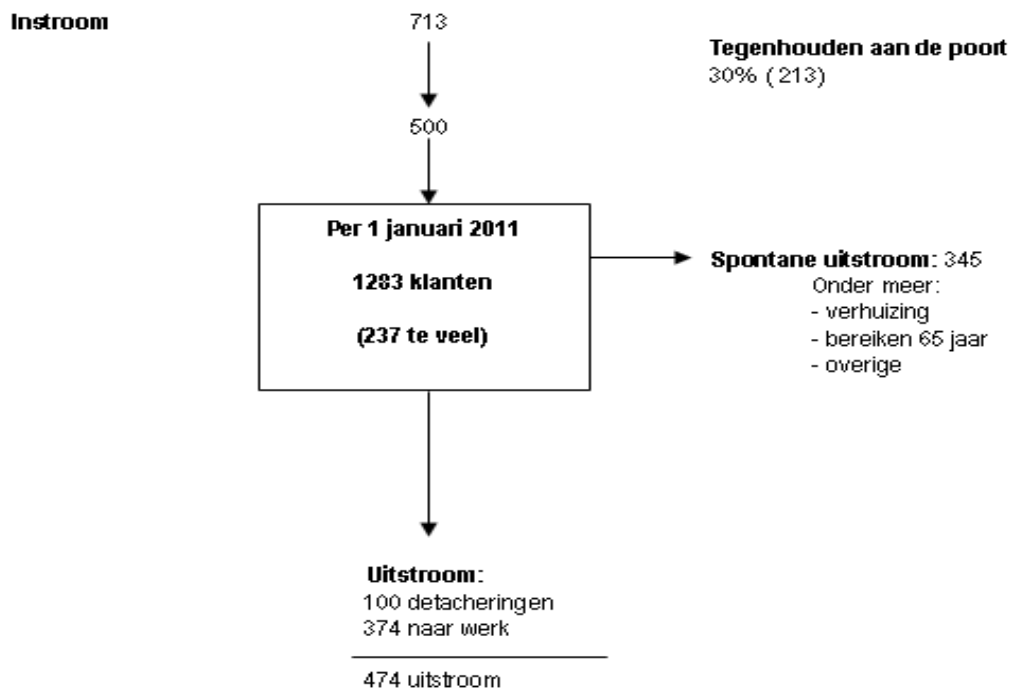 Instroom
713
Tegenhouden aan de poort
30% ( 213)
500
Per 1 januari 2011
1283 klanten
(237 te veel)
Spontane uitstroom: 345
Onder meer:
- verhuizing
- bereiken 65 jaar
- overige
Uitstroom:
100 detacheringen
374 naar werk
474 uitstroom